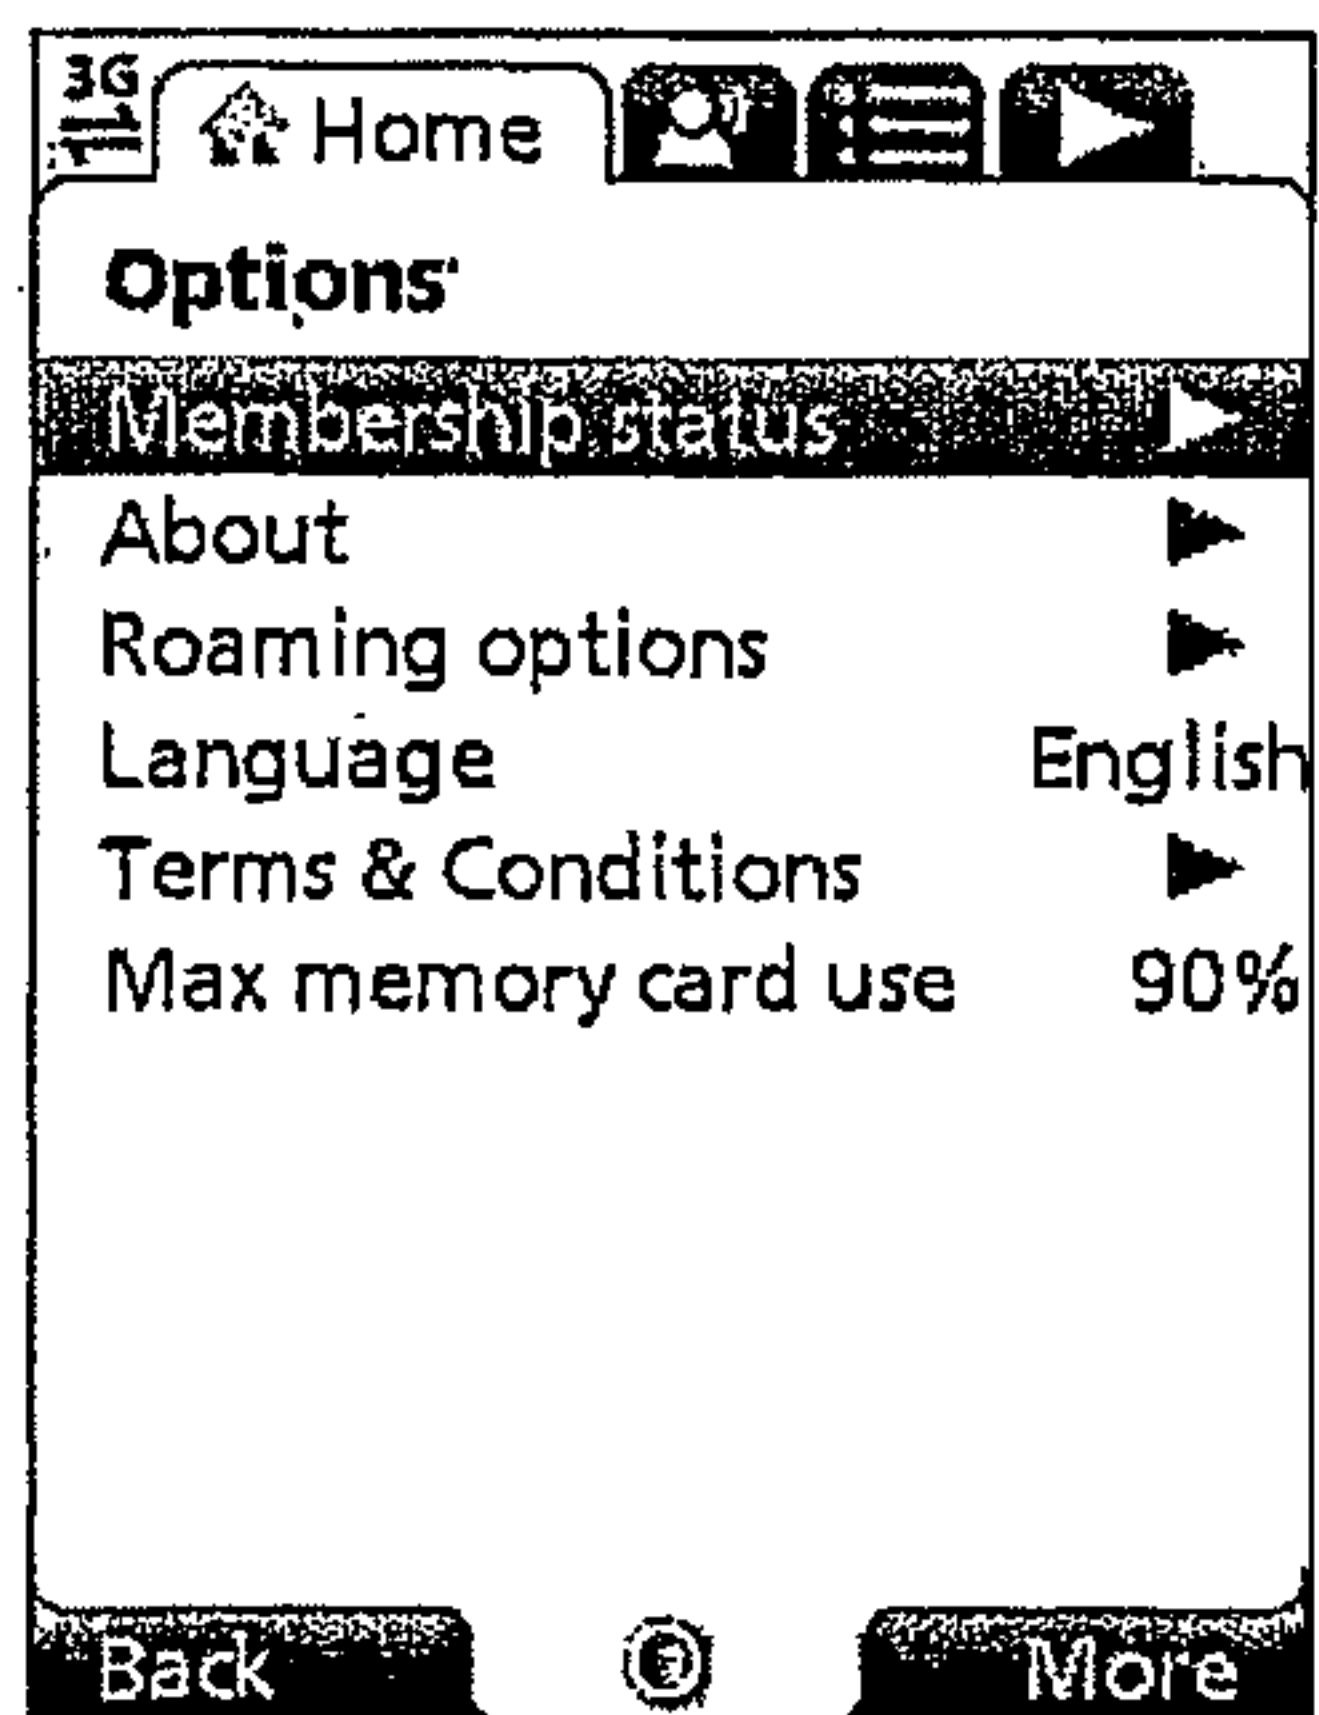 3G
Home
Options
Membership status
About
Roaming options
Language English
Terms & Conditions
Max memory card use 90%
Back More